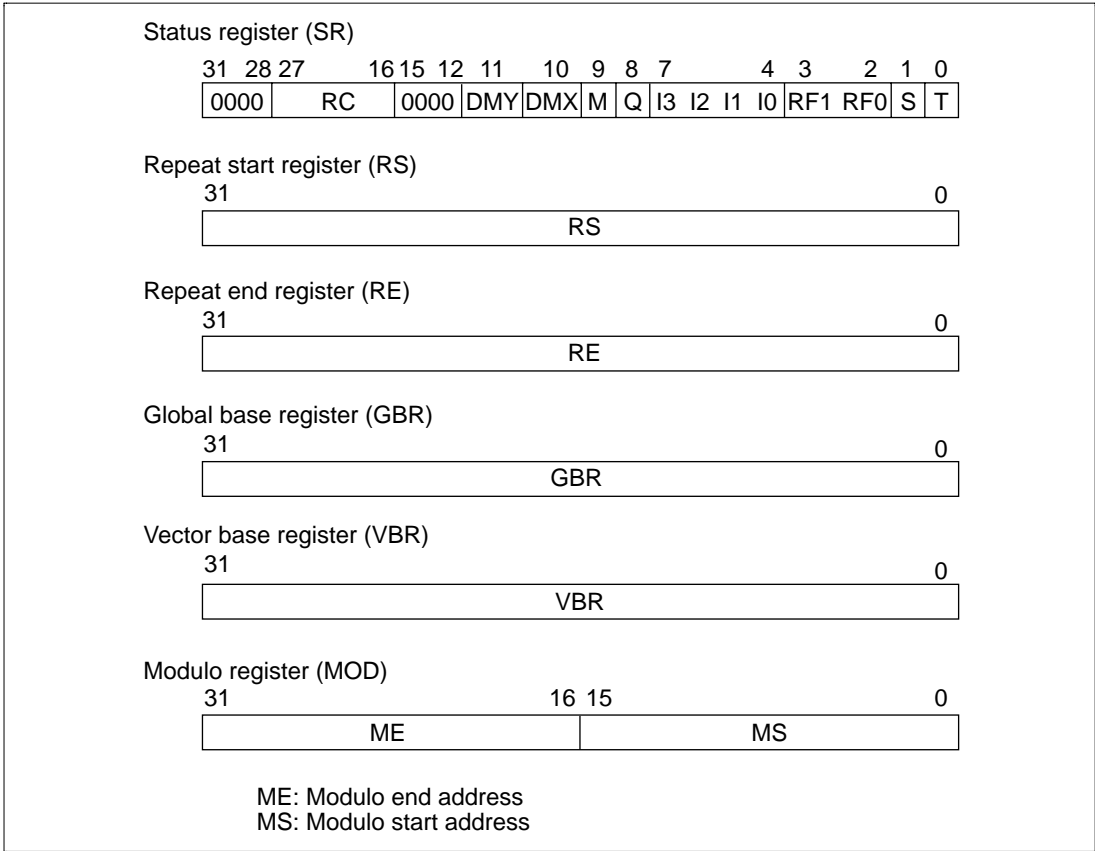 Status register (SR)
31 28 27 16 15 12 11 10 9 8 7 4 3 2 1 0
0000 RC 0000 DMY DMX M Q I3 I2 I1 I0 RF1 RF0 S T
Repeat start register (RS)
31 0
RS
Repeat end register (RE)
31 0
RE
Global base register (GBR)
31 0
GBR
Vector base register (VBR)
31 0
VBR
Modulo register (MOD)
31 16 15 0
ME MS
ME: Modulo end address
MS: Modulo start address